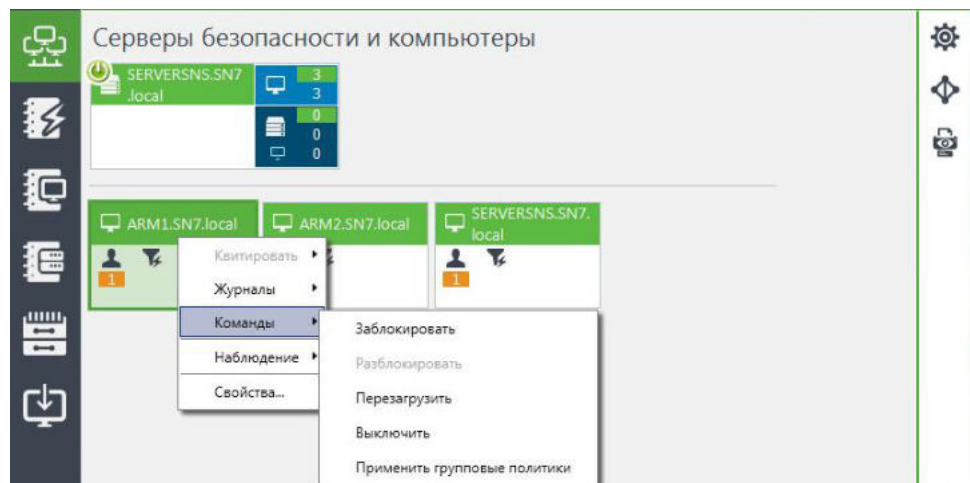 Серверы безопасности и компьютеры
SERVERSNS.SN7
.local
3
3
0
0
0
ARM1.SN7.local
ARM2.SN7.local
SERVERSNS.SN7.
local
1
1
Квитировать
Журналы
Команды
Наблюдение
Свойства...
Заблокировать
Разблокировать
Перезагрузить
Выключить
Применить групповые политики